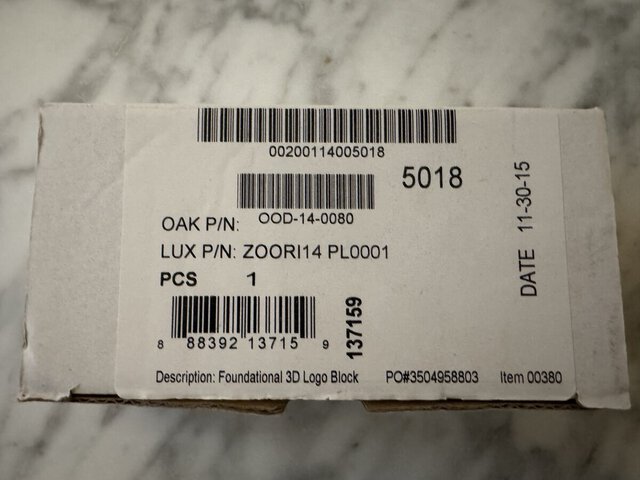 00200114005018
5018
OAK P/N: OOD-14-0080
LUX P/N: ZOORI14 PL0001
PCS 1
8 88392 13715 9
137159
DATE 11-30-15
Description: Foundational 3D Logo Block PO#3504958803 Item 00380